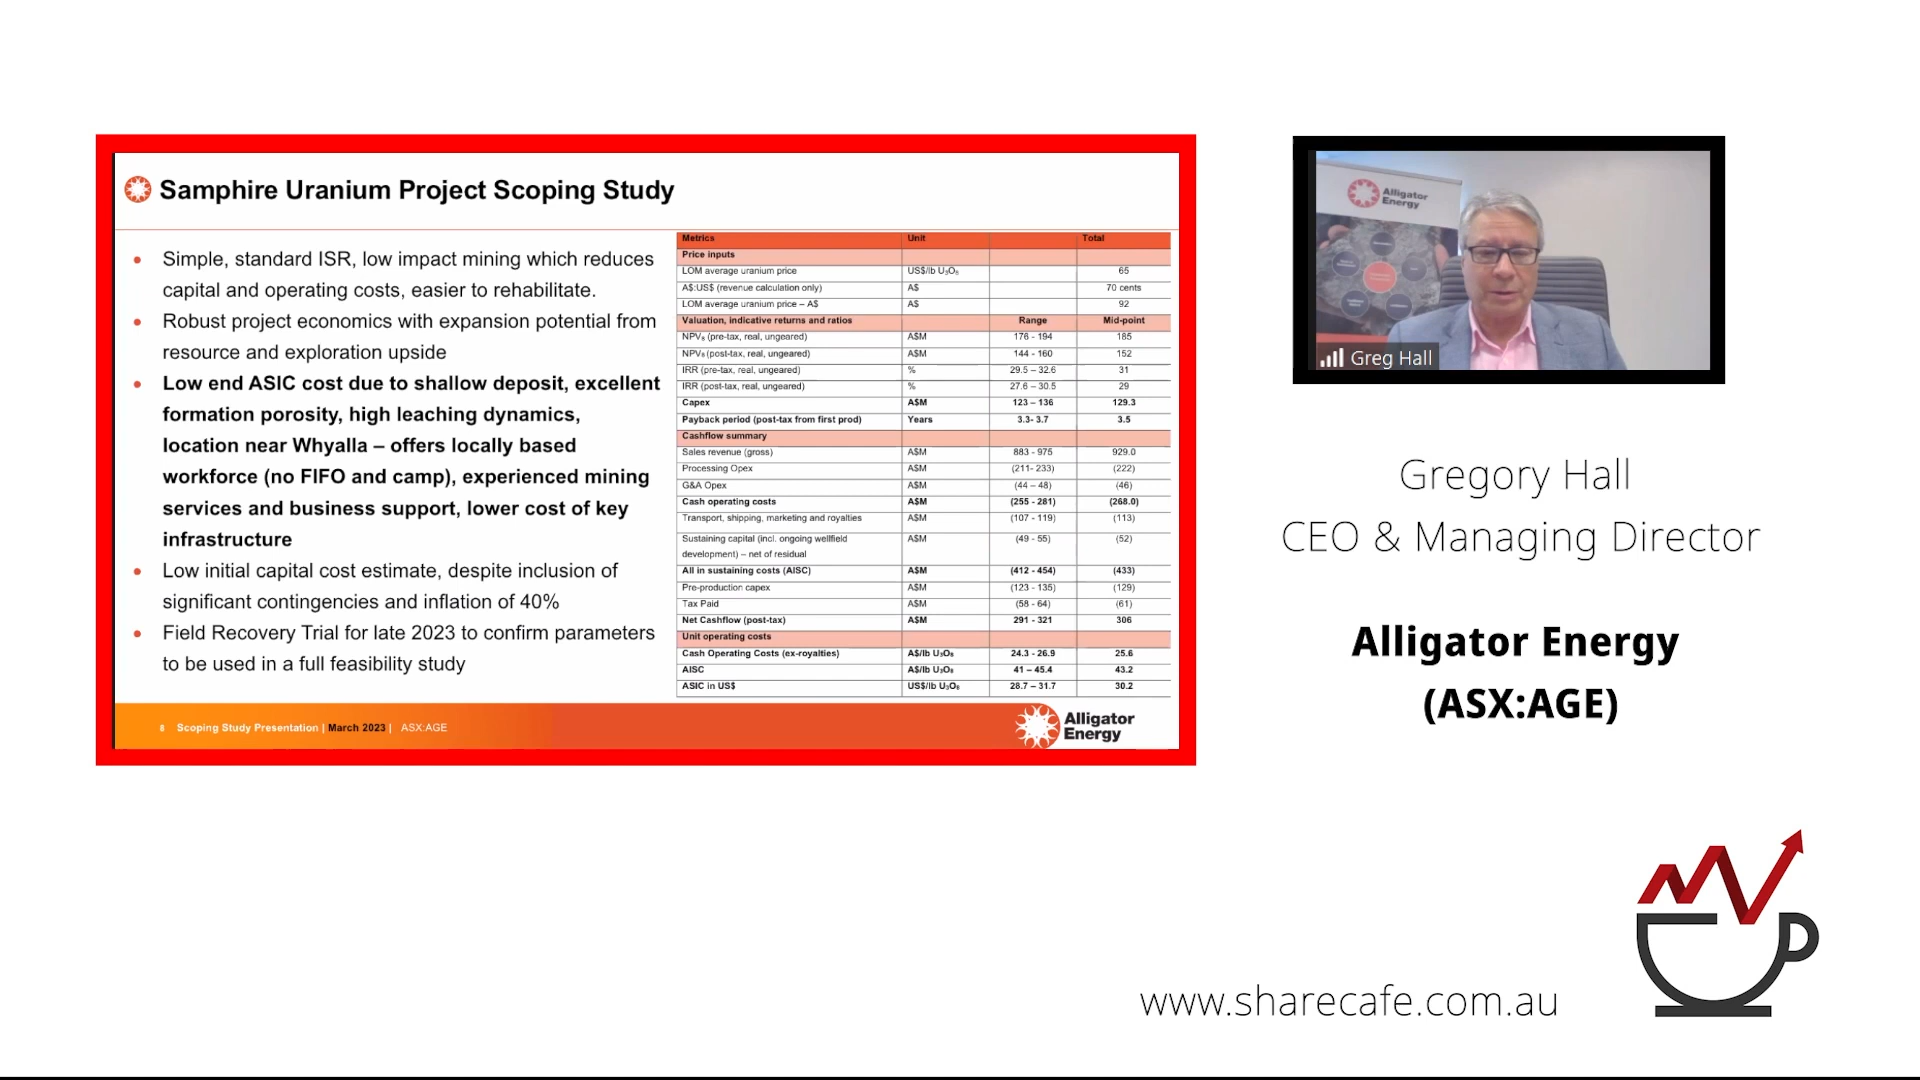 Samphire Uranium Project Scoping Study
Simple, standard ISR, low impact mining which reduces
capital and operating costs, easier to rehabilitate.
Robust project economics with expansion potential from
resource and exploration upside
Low end ASIC cost due to shallow deposit, excellent
formation porosity, high leaching dynamics,
location near Whyalla – offers locally based
workforce (no FIFO and camp), experienced mining
services and business support, lower cost of key
infrastructure
Low initial capital cost estimate, despite inclusion of
significant contingencies and inflation of 40%
Field Recovery Trial for late 2023 to confirm parameters
to be used in a full feasibility study
Metrics Unit Total
Price inputs
LOM average uranium price US$/lb U₃O₈ 65
A$:US$ (revenue calculation only) A$ 70 cents
LOM average uranium price – A$ A$ 92
Valuation, indicative returns and ratios Range Mid-point
NPV₈ (pre-tax, real, ungeared) A$M 176 - 194 185
NPV₈ (post-tax, real, ungeared) A$M 144 - 160 152
IRR (pre-tax, real, ungeared) % 29.5 – 32.6 31
IRR (post-tax, real, ungeared) % 27.6 – 30.5 29
Capex A$M 123 – 136 129.3
Payback period (post-tax from first prod) Years 3.3- 3.7 3.5
Cashflow summary
Sales revenue (gross) A$M 883 - 975 929.0
Processing Opex A$M (211- 233) (222)
G&A Opex A$M (44 – 48) (46)
Cash operating costs A$M (255 - 281) (268.0)
Transport, shipping, marketing and royalties A$M (107 - 119) (113)
Sustaining capital (incl. ongoing wellfield
development) – net of residual A$M (49 - 55) (52)
All in sustaining costs (AISC) A$M (412 - 454) (433)
Pre-production capex A$M (123 - 135) (129)
Tax Paid A$M (58 - 64) (61)
Net Cashflow (post-tax) A$M 291 - 321 306
Unit operating costs
Cash Operating Costs (ex-royalties) A$/lb U₃O₈ 24.3 - 26.9 25.6
AISC A$/lb U₃O₈ 41 – 45.4 43.2
ASIC in US$ US$/lb U₃O₈ 28.7 – 31.7 30.2
8 Scoping Study Presentation | March 2023 | ASX:AGE
Alligator
Energy
Alligator
Energy
Greg Hall
Gregory Hall
CEO & Managing Director
Alligator Energy
(ASX:AGE)
www.sharecafe.com.au